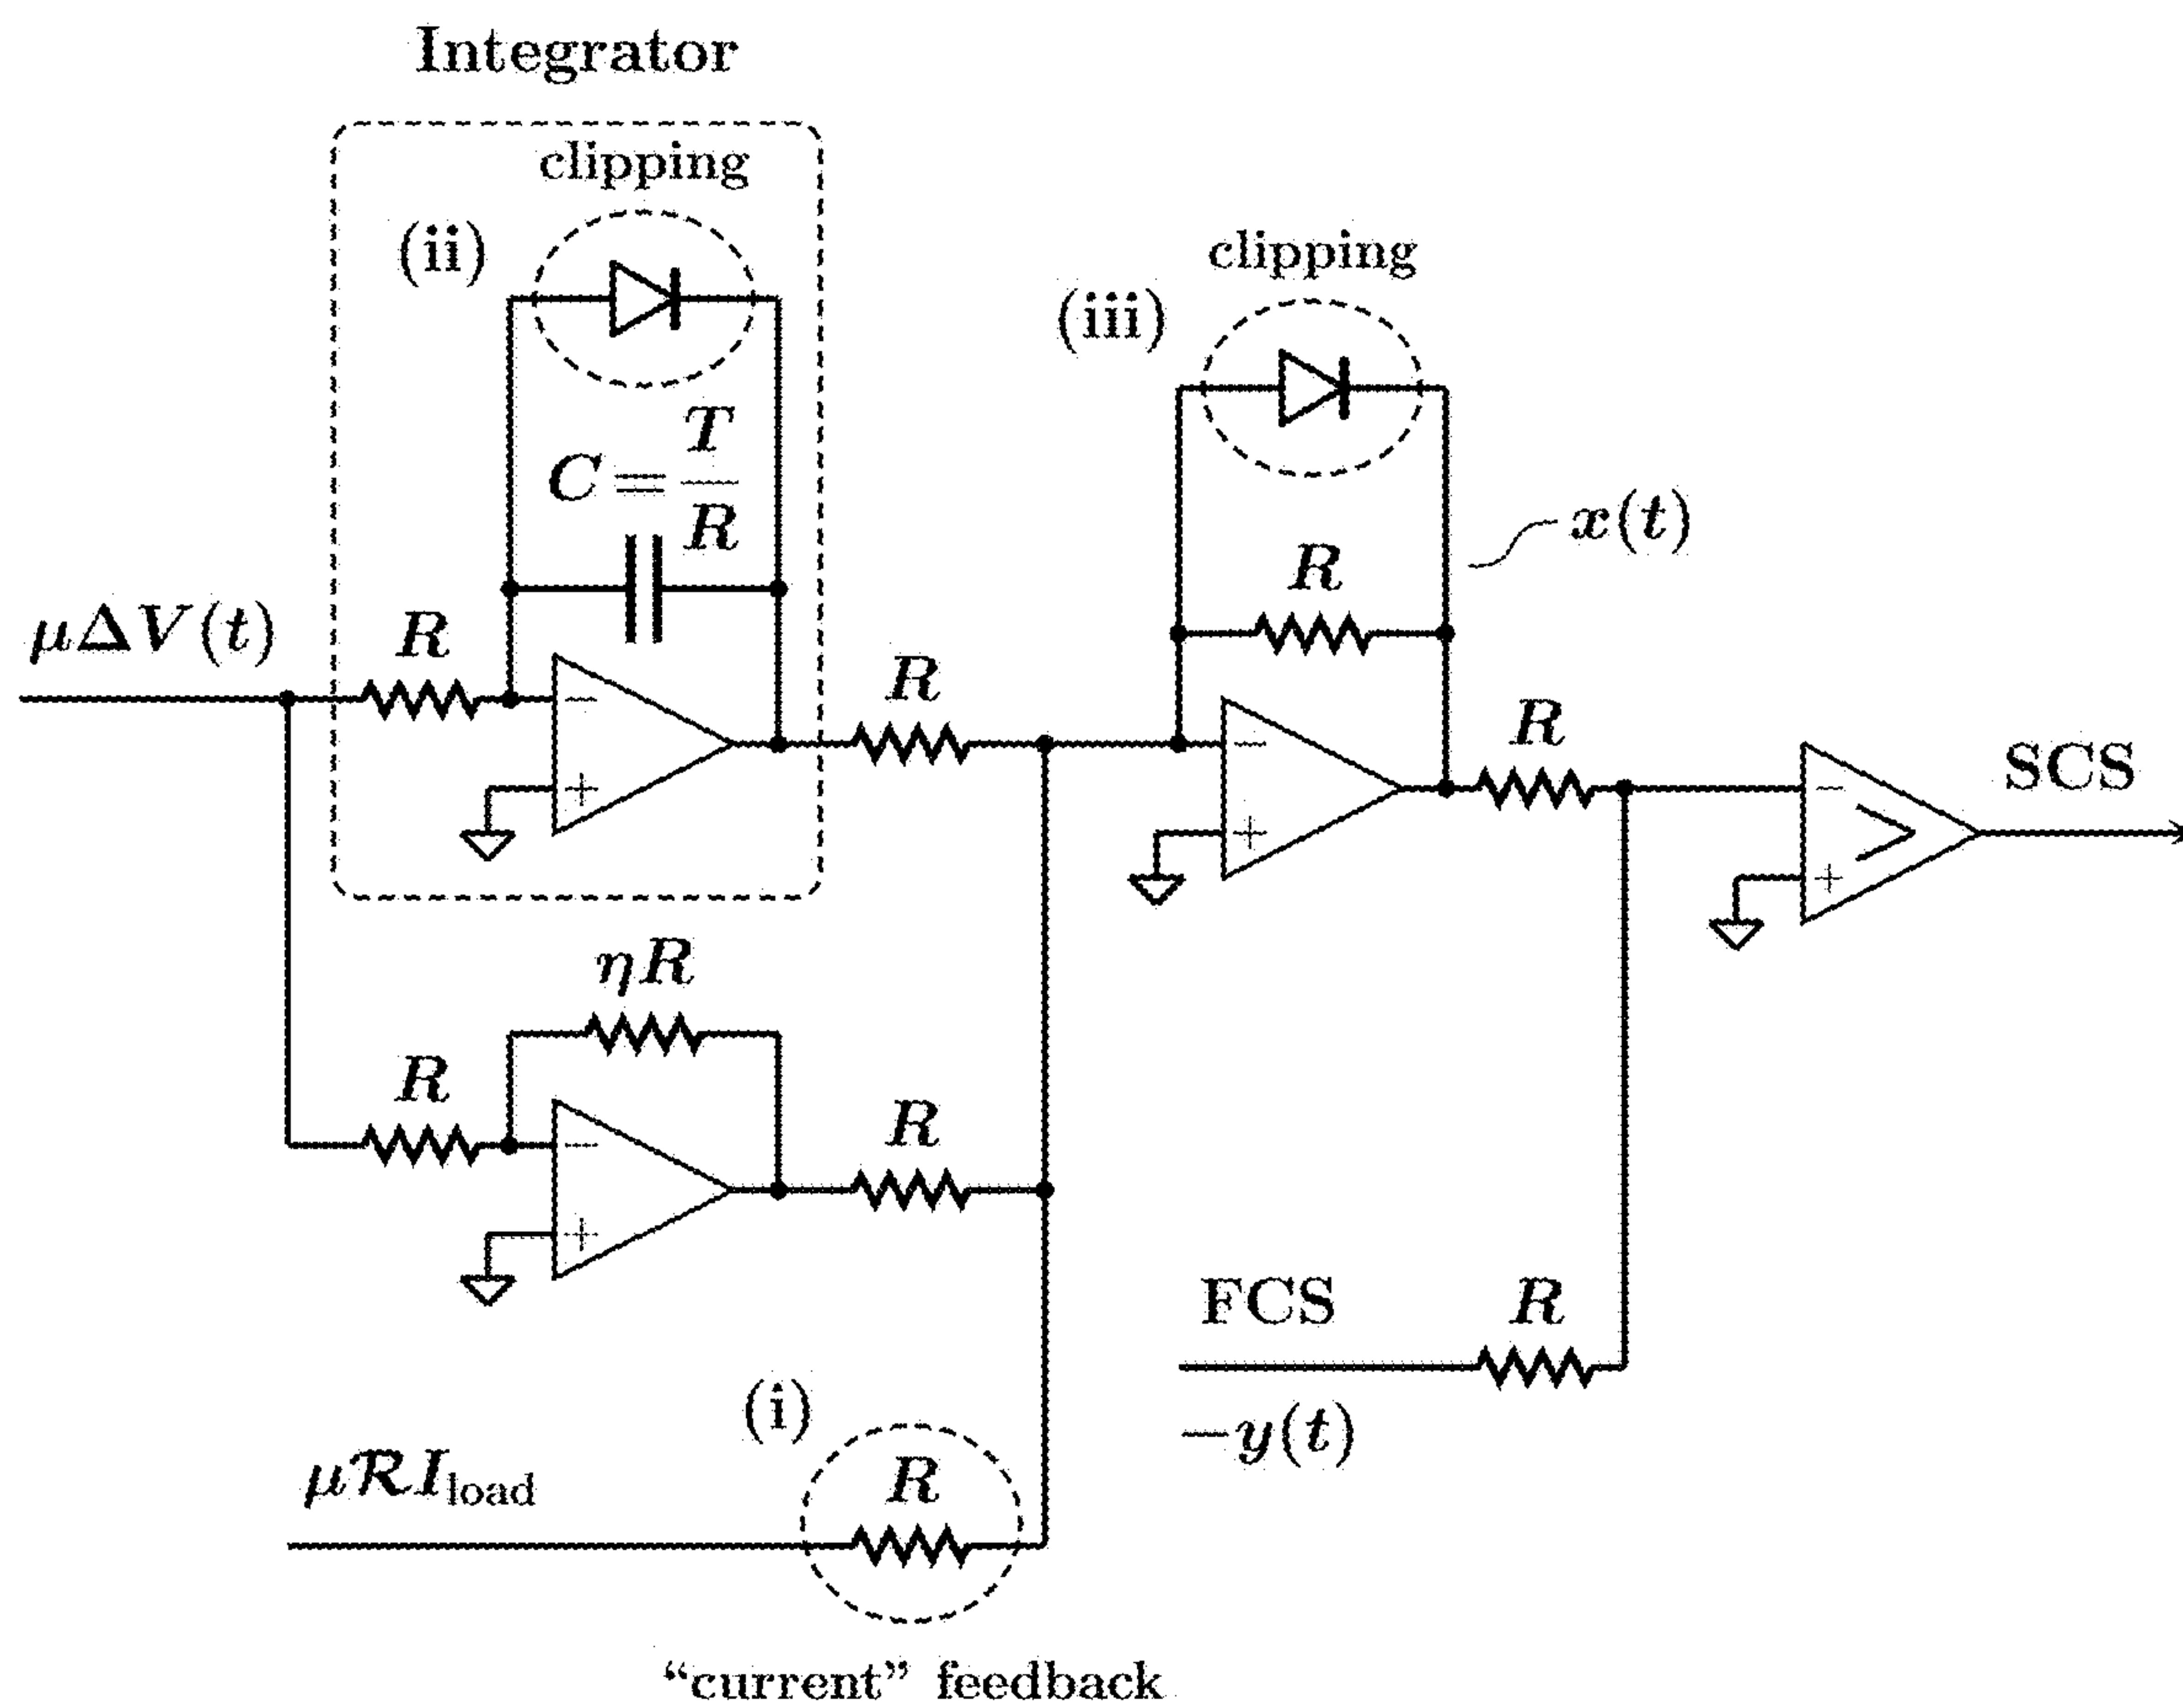 Integrator
clipping
(ii)
clipping
(iii)
C = T/R
x(t)
R
μΔV(t)
R
R
R
SCS
−
−
−
+
+
+
ηR
R
R
−
+
FCS
R
(i)
−y(t)
μℛI_load
R
“current” feedback